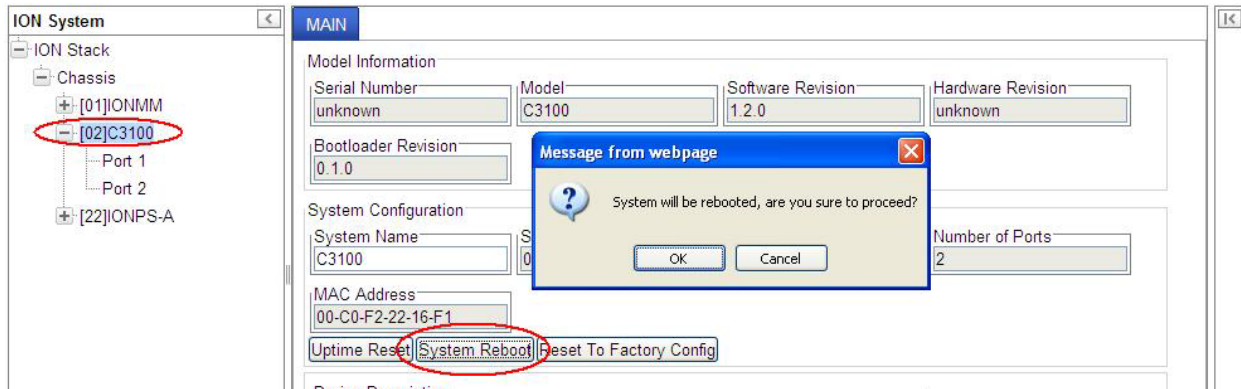 ION System
ION Stack
Chassis
[01]IONMM
[02]C3100
Port 1
Port 2
[22]IONPS-A
MAIN
Model Information
Serial Number Model Software Revision Hardware Revision
unknown C3100 1.2.0 unknown
Bootloader Revision
0.1.0
Message from webpage
System will be rebooted, are you sure to proceed?
OK Cancel
System Configuration
System Name Number of Ports
C3100 2
MAC Address
00-C0-F2-22-16-F1
Uptime Reset System Reboot Reset To Factory Config